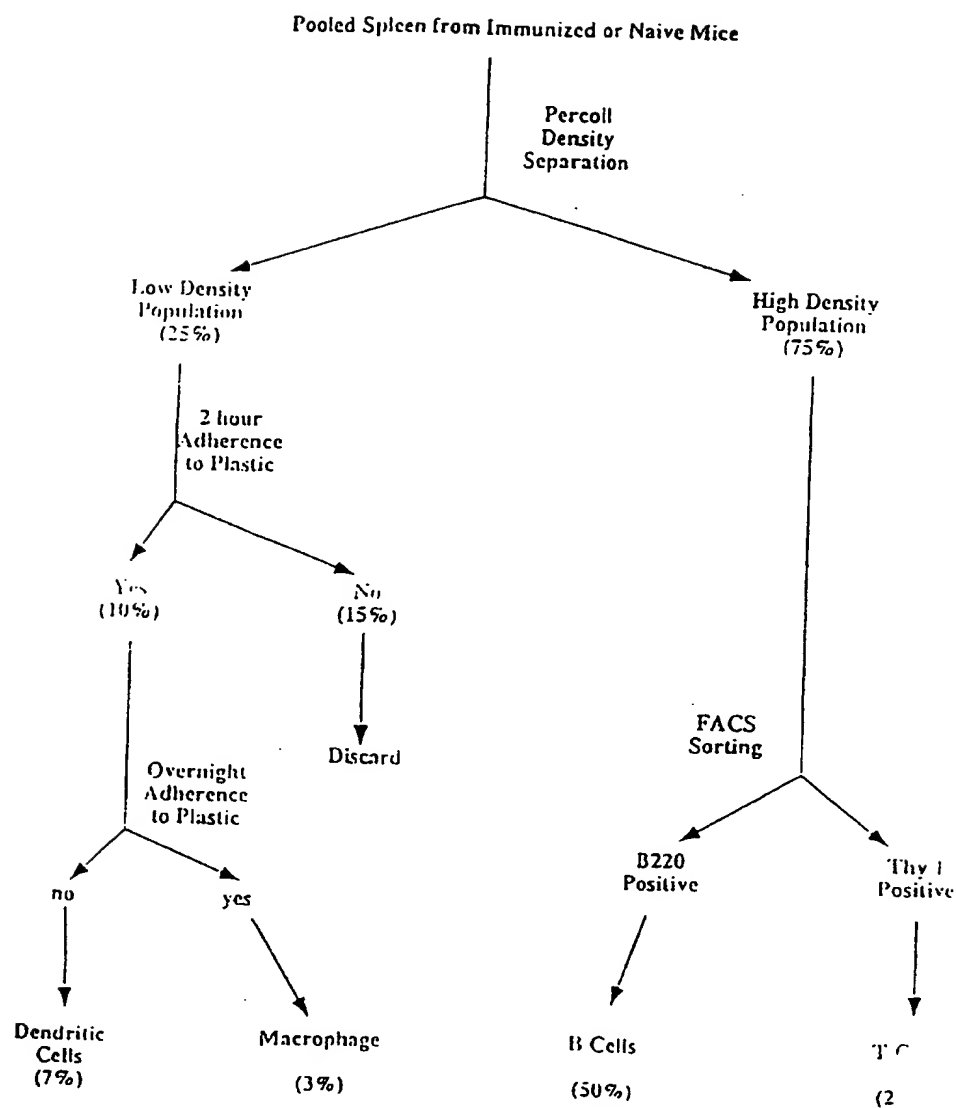 Pooled Spleen from Immunized or Naive Mice
Percoll
Density
Separation
Low Density
Population
(25%)
High Density
Population
(75%)
2 hour
Adherence
to Plastic
Yes
(10%)
No
(15%)
Discard
FACS
Sorting
Overnight
Adherence
to Plastic
B220
Positive
Thy 1
Positive
no
yes
Dendritic
Cells
(7%)
Macrophage
(3%)
B Cells
(50%)
T C
(2